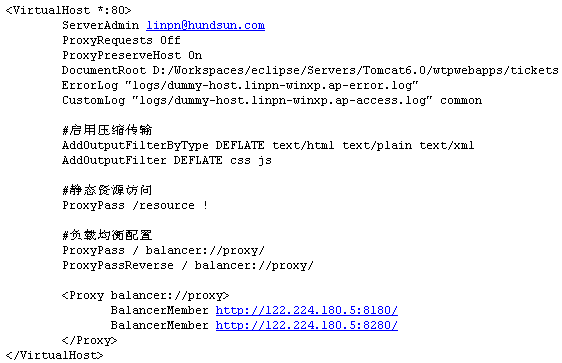 <VirtualHost *:80>
ServerAdmin linpn@hundsun.com
ProxyRequests Off
ProxyPreserveHost On
DocumentRoot D:/Workspaces/eclipse/Servers/Tomcat6.0/wtpwebapps/tickets
ErrorLog "logs/dummy-host.linpn-winxp.ap-error.log"
CustomLog "logs/dummy-host.linpn-winxp.ap-access.log" common
#启用压缩传输
AddOutputFilterByType DEFLATE text/html text/plain text/xml
AddOutputFilter DEFLATE css js
#静态资源访问
ProxyPass /resource !
#负载均衡配置
ProxyPass / balancer://proxy/
ProxyPassReverse / balancer://proxy/
<Proxy balancer://proxy>
BalancerMember http://122.224.180.5:8180/
BalancerMember http://122.224.180.5:8280/
</Proxy>
</VirtualHost>